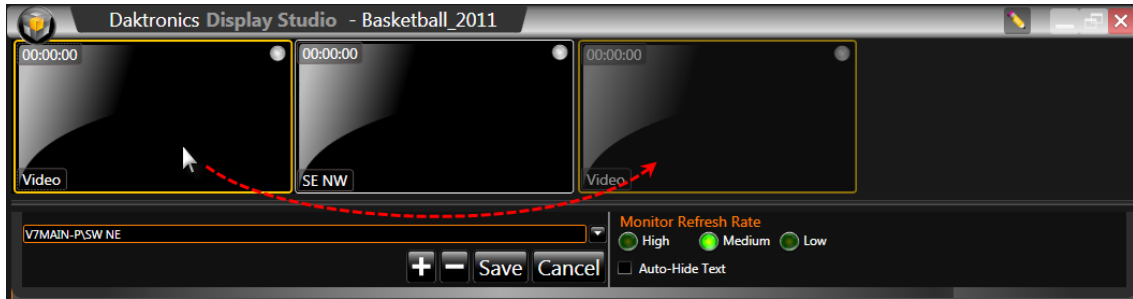 Daktronics Display Studio - Basketball_2011
00:00:00
00:00:00
00:00:00
Video
SE NW
Video
V7MAIN-P\SW NE
Monitor Refresh Rate
High Medium Low
Save Cancel
Auto-Hide Text